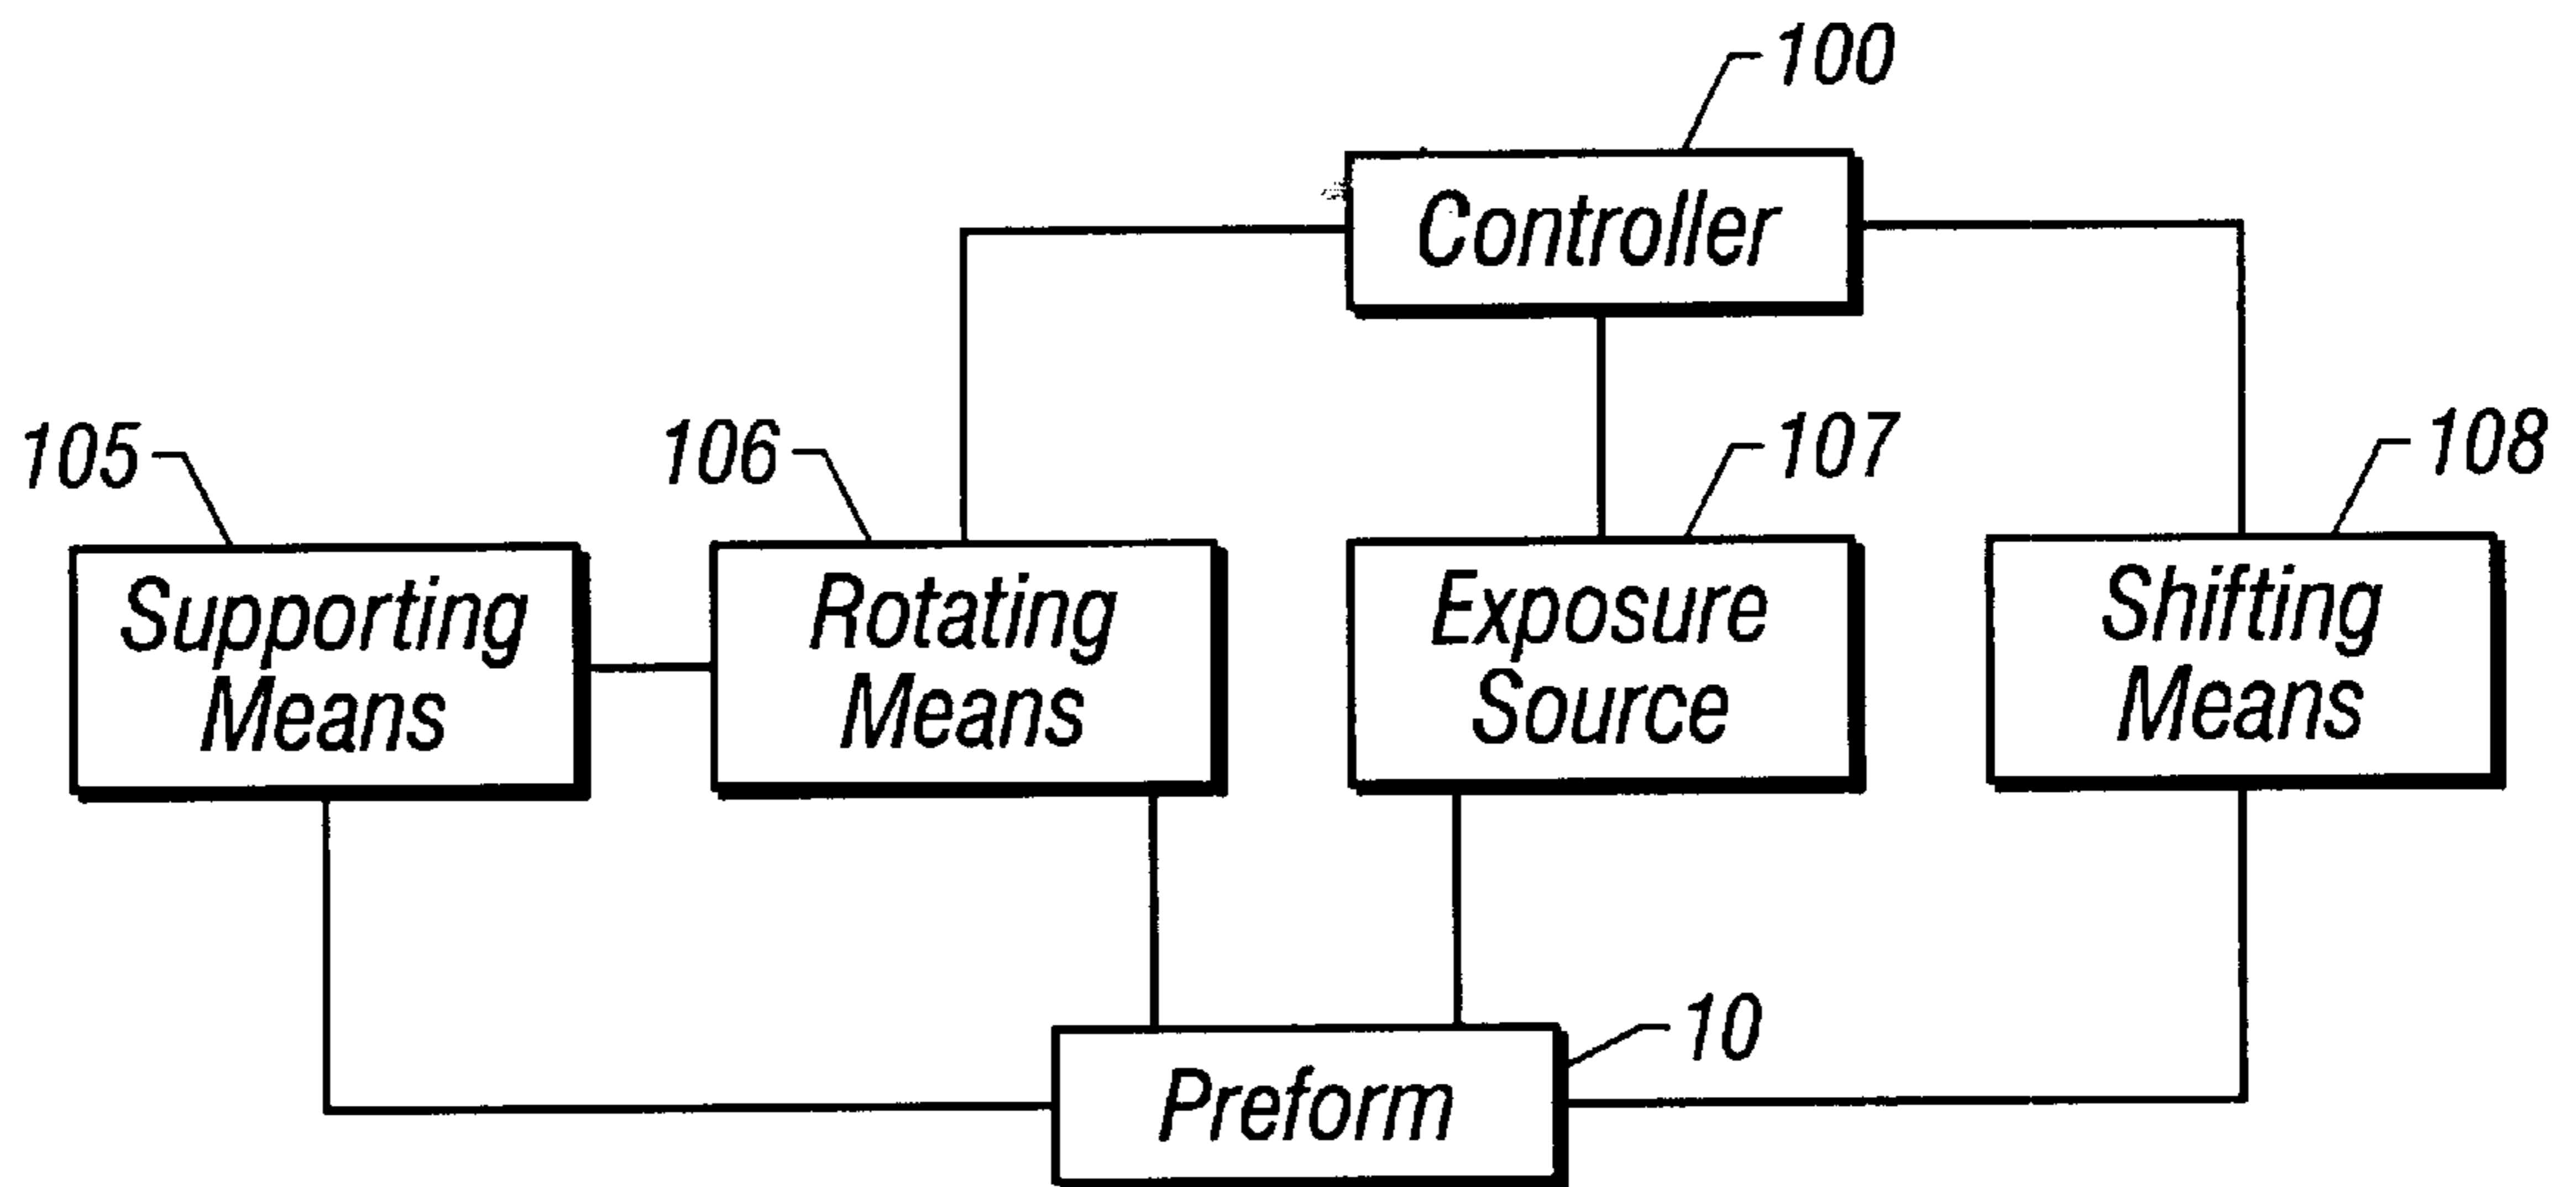 100
Controller
105
106
107
108
Supporting
Means
Rotating
Means
Exposure
Source
Shifting
Means
10
Preform